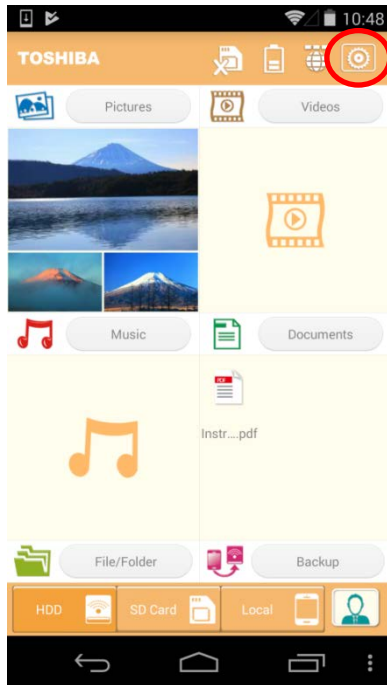 10:48
TOSHIBA
Pictures
Videos
Music
Documents
PDF
Instr....pdf
File/Folder
Backup
HDD
SD Card
Local